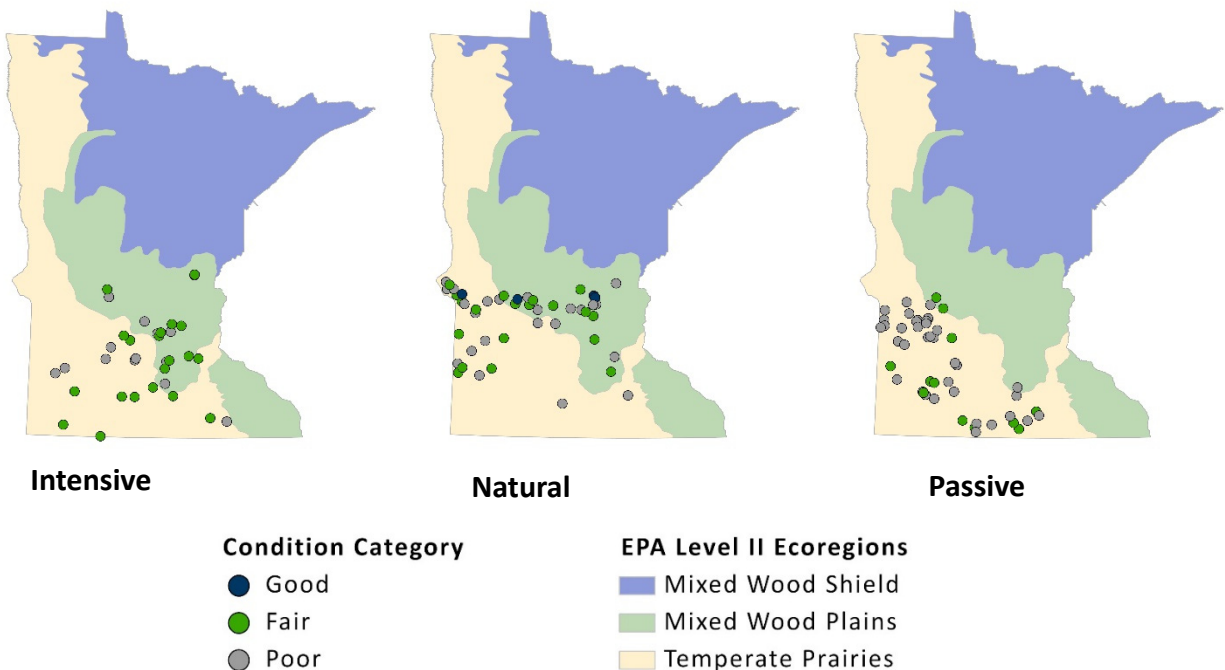 Intensive
Natural
Passive
Condition Category
Good
Fair
Poor
EPA Level II Ecoregions
Mixed Wood Shield
Mixed Wood Plains
Temperate Prairies